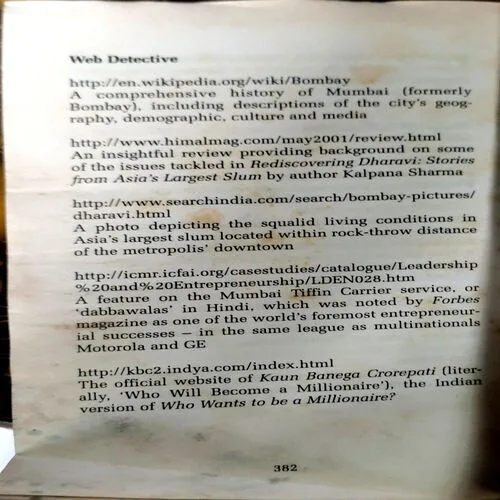 Web Detective
http://en.wikipedia.org/wiki/Bombay
A comprehensive history of Mumbai (formerly
Bombay), including descriptions of the city's geog-
raphy, demographic, culture and media
http://www.himalmag.com/may2001/review.html
An insightful review providing background on some
of the issues tackled in Rediscovering Dharavi: Stories
from Asia's Largest Slum by author Kalpana Sharma
http://www.searchindia.com/search/bombay-pictures/
dharavi.html
A photo depicting the squalid living conditions in
Asia's largest slum located within rock-throw distance
of the metropolis' downtown
http://icmr.icfai.org/casestudies/catalogue/Leadership
%20and%20Entrepreneurship/LDEN028.htm
A feature on the Mumbai Tiffin Carrier service, or
'dabbawalas' in Hindi, which was noted by Forbes
magazine as one of the world's foremost entrepreneur-
ial successes – in the same league as multinationals
Motorola and GE
http://kbc2.indya.com/index.html
The official website of Kaun Banega Crorepati (liter-
ally, 'Who Will Become a Millionaire'), the Indian
version of Who Wants to be a Millionaire?
382